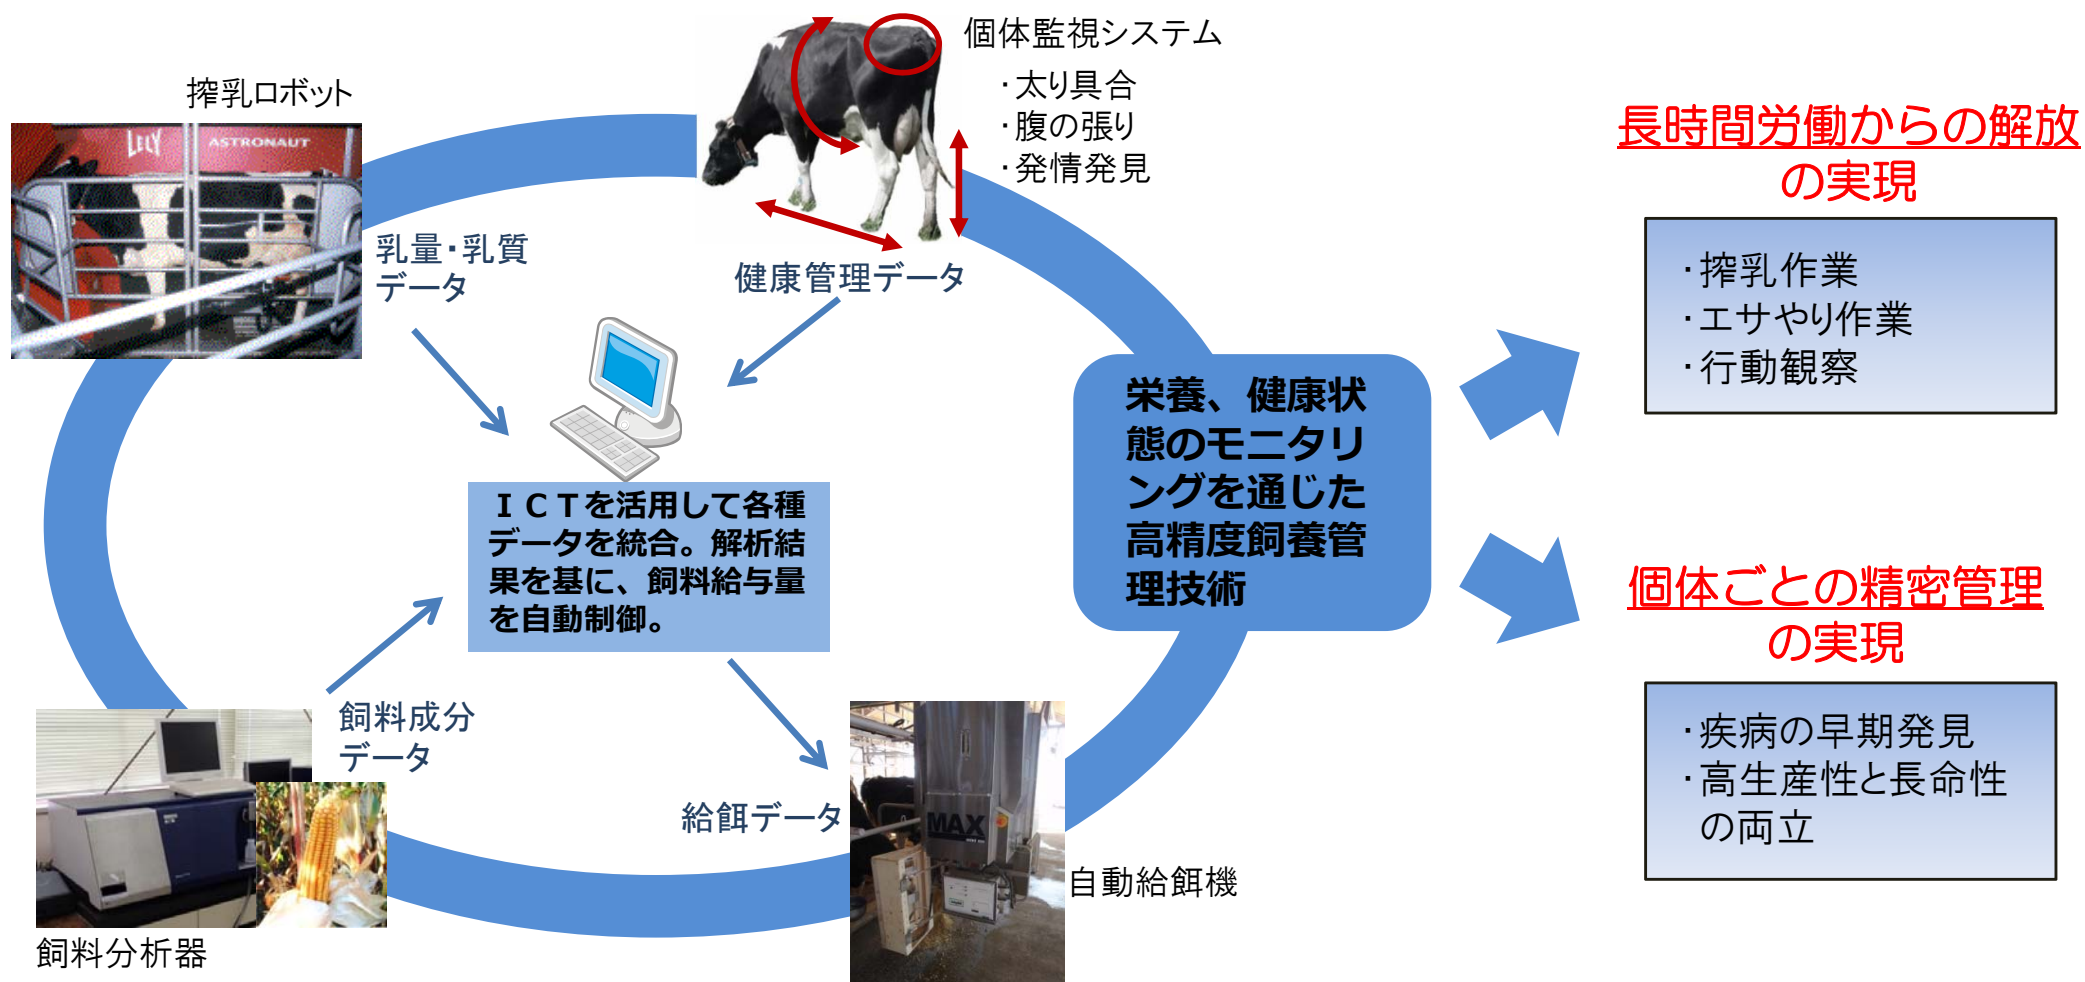 搾乳ロボット
LELY
ASTRONAUT
個体監視システム
・太り具合
・腹の張り
・発情発見
乳量・乳質
データ
健康管理データ
ＩＣＴを活用して各種
データを統合。解析結
果を基に、飼料給与量
を自動制御。
飼料成分
データ
給餌データ
飼料分析器
MAX
自動給餌機
栄養、健康状
態のモニタリ
ングを通じた
高精度飼養管
理技術
長時間労働からの解放
の実現
・搾乳作業
・エサやり作業
・行動観察
個体ごとの精密管理
の実現
・疾病の早期発見
・高生産性と長命性
の両立